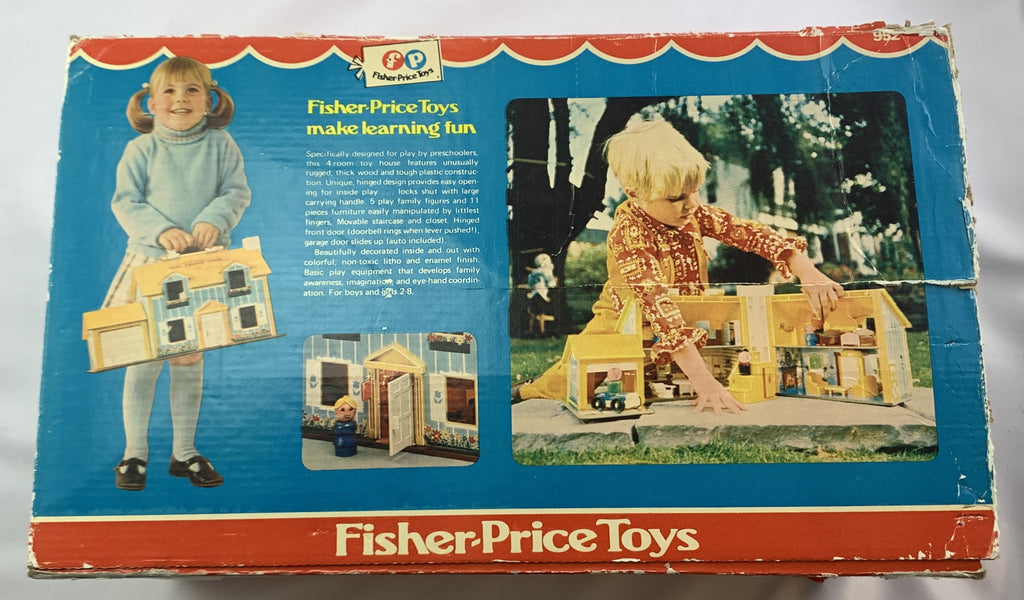 952
fp
Fisher-Price Toys
Fisher-Price Toys
make learning fun
Specifically designed for play by preschoolers,
this 4-room toy house features unusually
rugged, thick wood and tough plastic construc-
tion. Unique, hinged design provides easy open-
ing for inside play . . . locks shut with large
carrying handle. 5 play family figures and 11
pieces furniture easily manipulated by littlest
fingers. Movable staircase and closet. Hinged
front door (doorbell rings when lever pushed!),
garage door slides up (auto included).
Beautifully decorated inside and out with
colorful, non-toxic litho and enamel finish.
Basic play equipment that develops family
awareness, imagination, and eye-hand coordin-
ation. For boys and girls 2-8.
Fisher-Price Toys